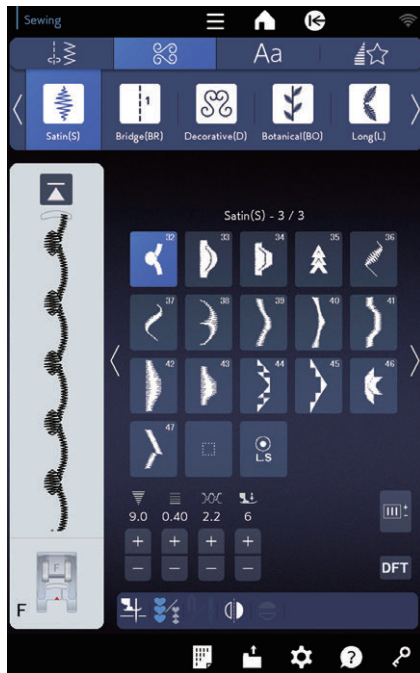 Sewing
Aa
1
Satin(S)
Bridge(BR)
Decorative(D)
Botanical(BO)
Long(L)
Satin(S) - 3 / 3
32 33 34 35 36
37 38 39 40 41
42 43 44 45 46
47
L.S
9.0 0.40 2.2 6
+ + + +
− − − −
DFT
F
F